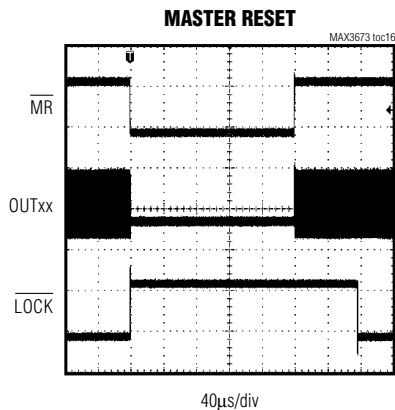 MASTER RESET
MAX3673 toc16
T
MR
OUTxx
LOCK
40μs/div